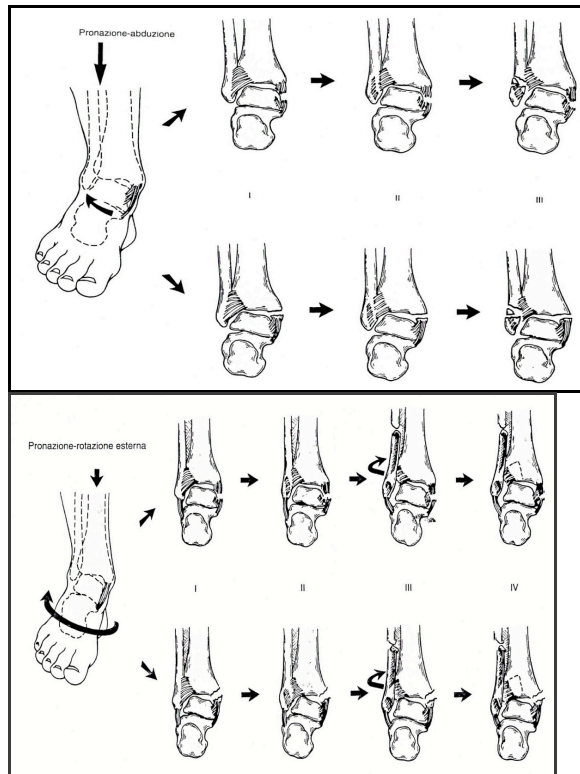 Pronazione-abduzione
I
II
III
Pronazione-rotazione esterna
I
II
III
IV